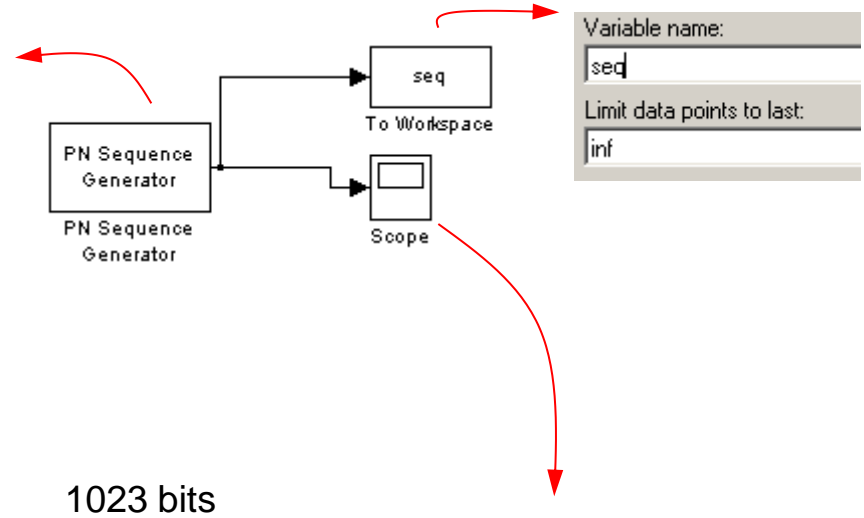 seq
To Workspace
PN Sequence
Generator
PN Sequence
Generator
Scope
Variable name:
seq
Limit data points to last:
inf
1023 bits